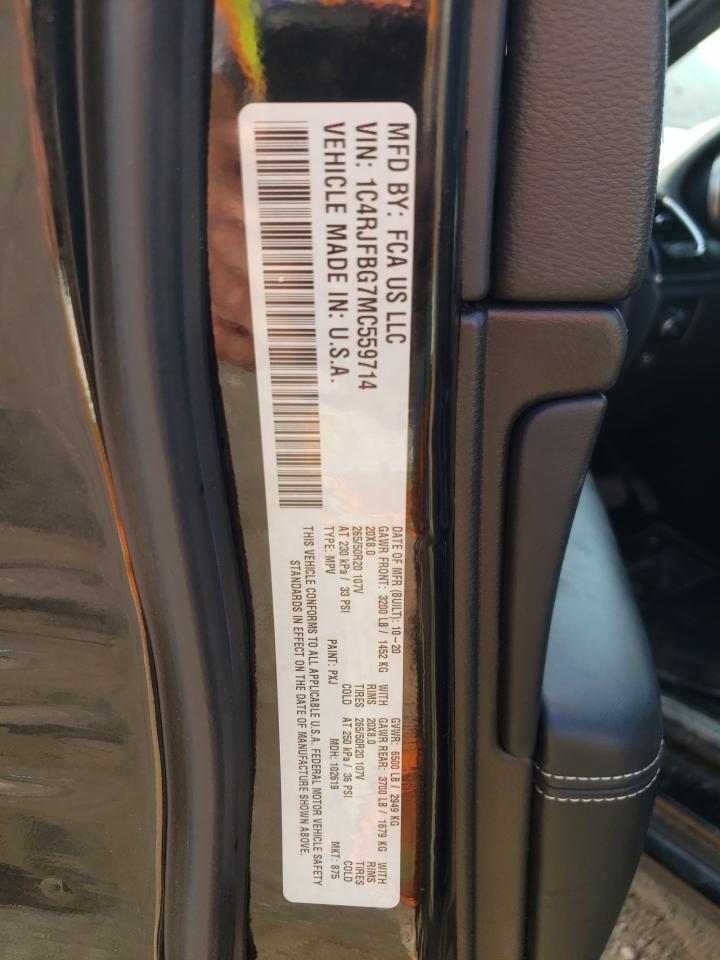 MFD BY: FCA US LLC
VIN: 1C4RJFBG7MC559714
VEHICLE MADE IN: U.S.A.
DATE OF MFR (BUILT): 10-20 GVWR: 6500 LB / 2949 KG
GAWR FRONT: 3200 LB / 1452 KG WITH GAWR REAR: 3700 LB / 1679 KG WITH
20X8.0 RIMS 20X8.0 RIMS
265/50R20 107V TIRES 265/50R20 107V TIRES
AT 230 kPa / 33 PSI COLD AT 250 kPa / 36 PSI COLD
TYPE: MPV PAINT: PXJ MDH: 102619 MKT: 875
THIS VEHICLE CONFORMS TO ALL APPLICABLE U.S.A. FEDERAL MOTOR VEHICLE SAFETY
STANDARDS IN EFFECT ON THE DATE OF MANUFACTURE SHOWN ABOVE.